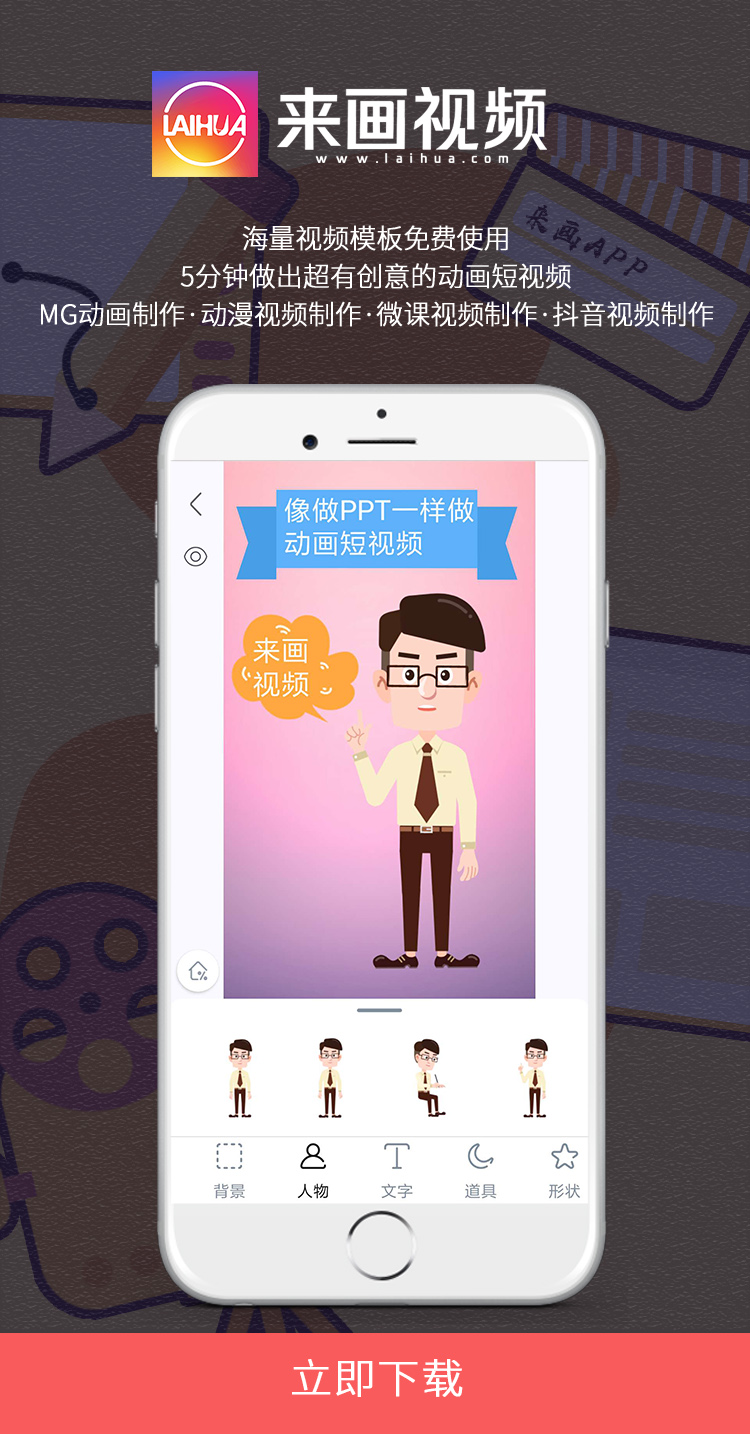 LAIHUA
来画视频
www.laihua.com
来画APP
海量视频模板免费使用
5分钟做出超有创意的动画短视频
MG动画制作·动漫视频制作·微课视频制作·抖音视频制作
像做PPT一样做
动画短视频
来画
视频
背景 人物 文字 道具 形状
立即下载